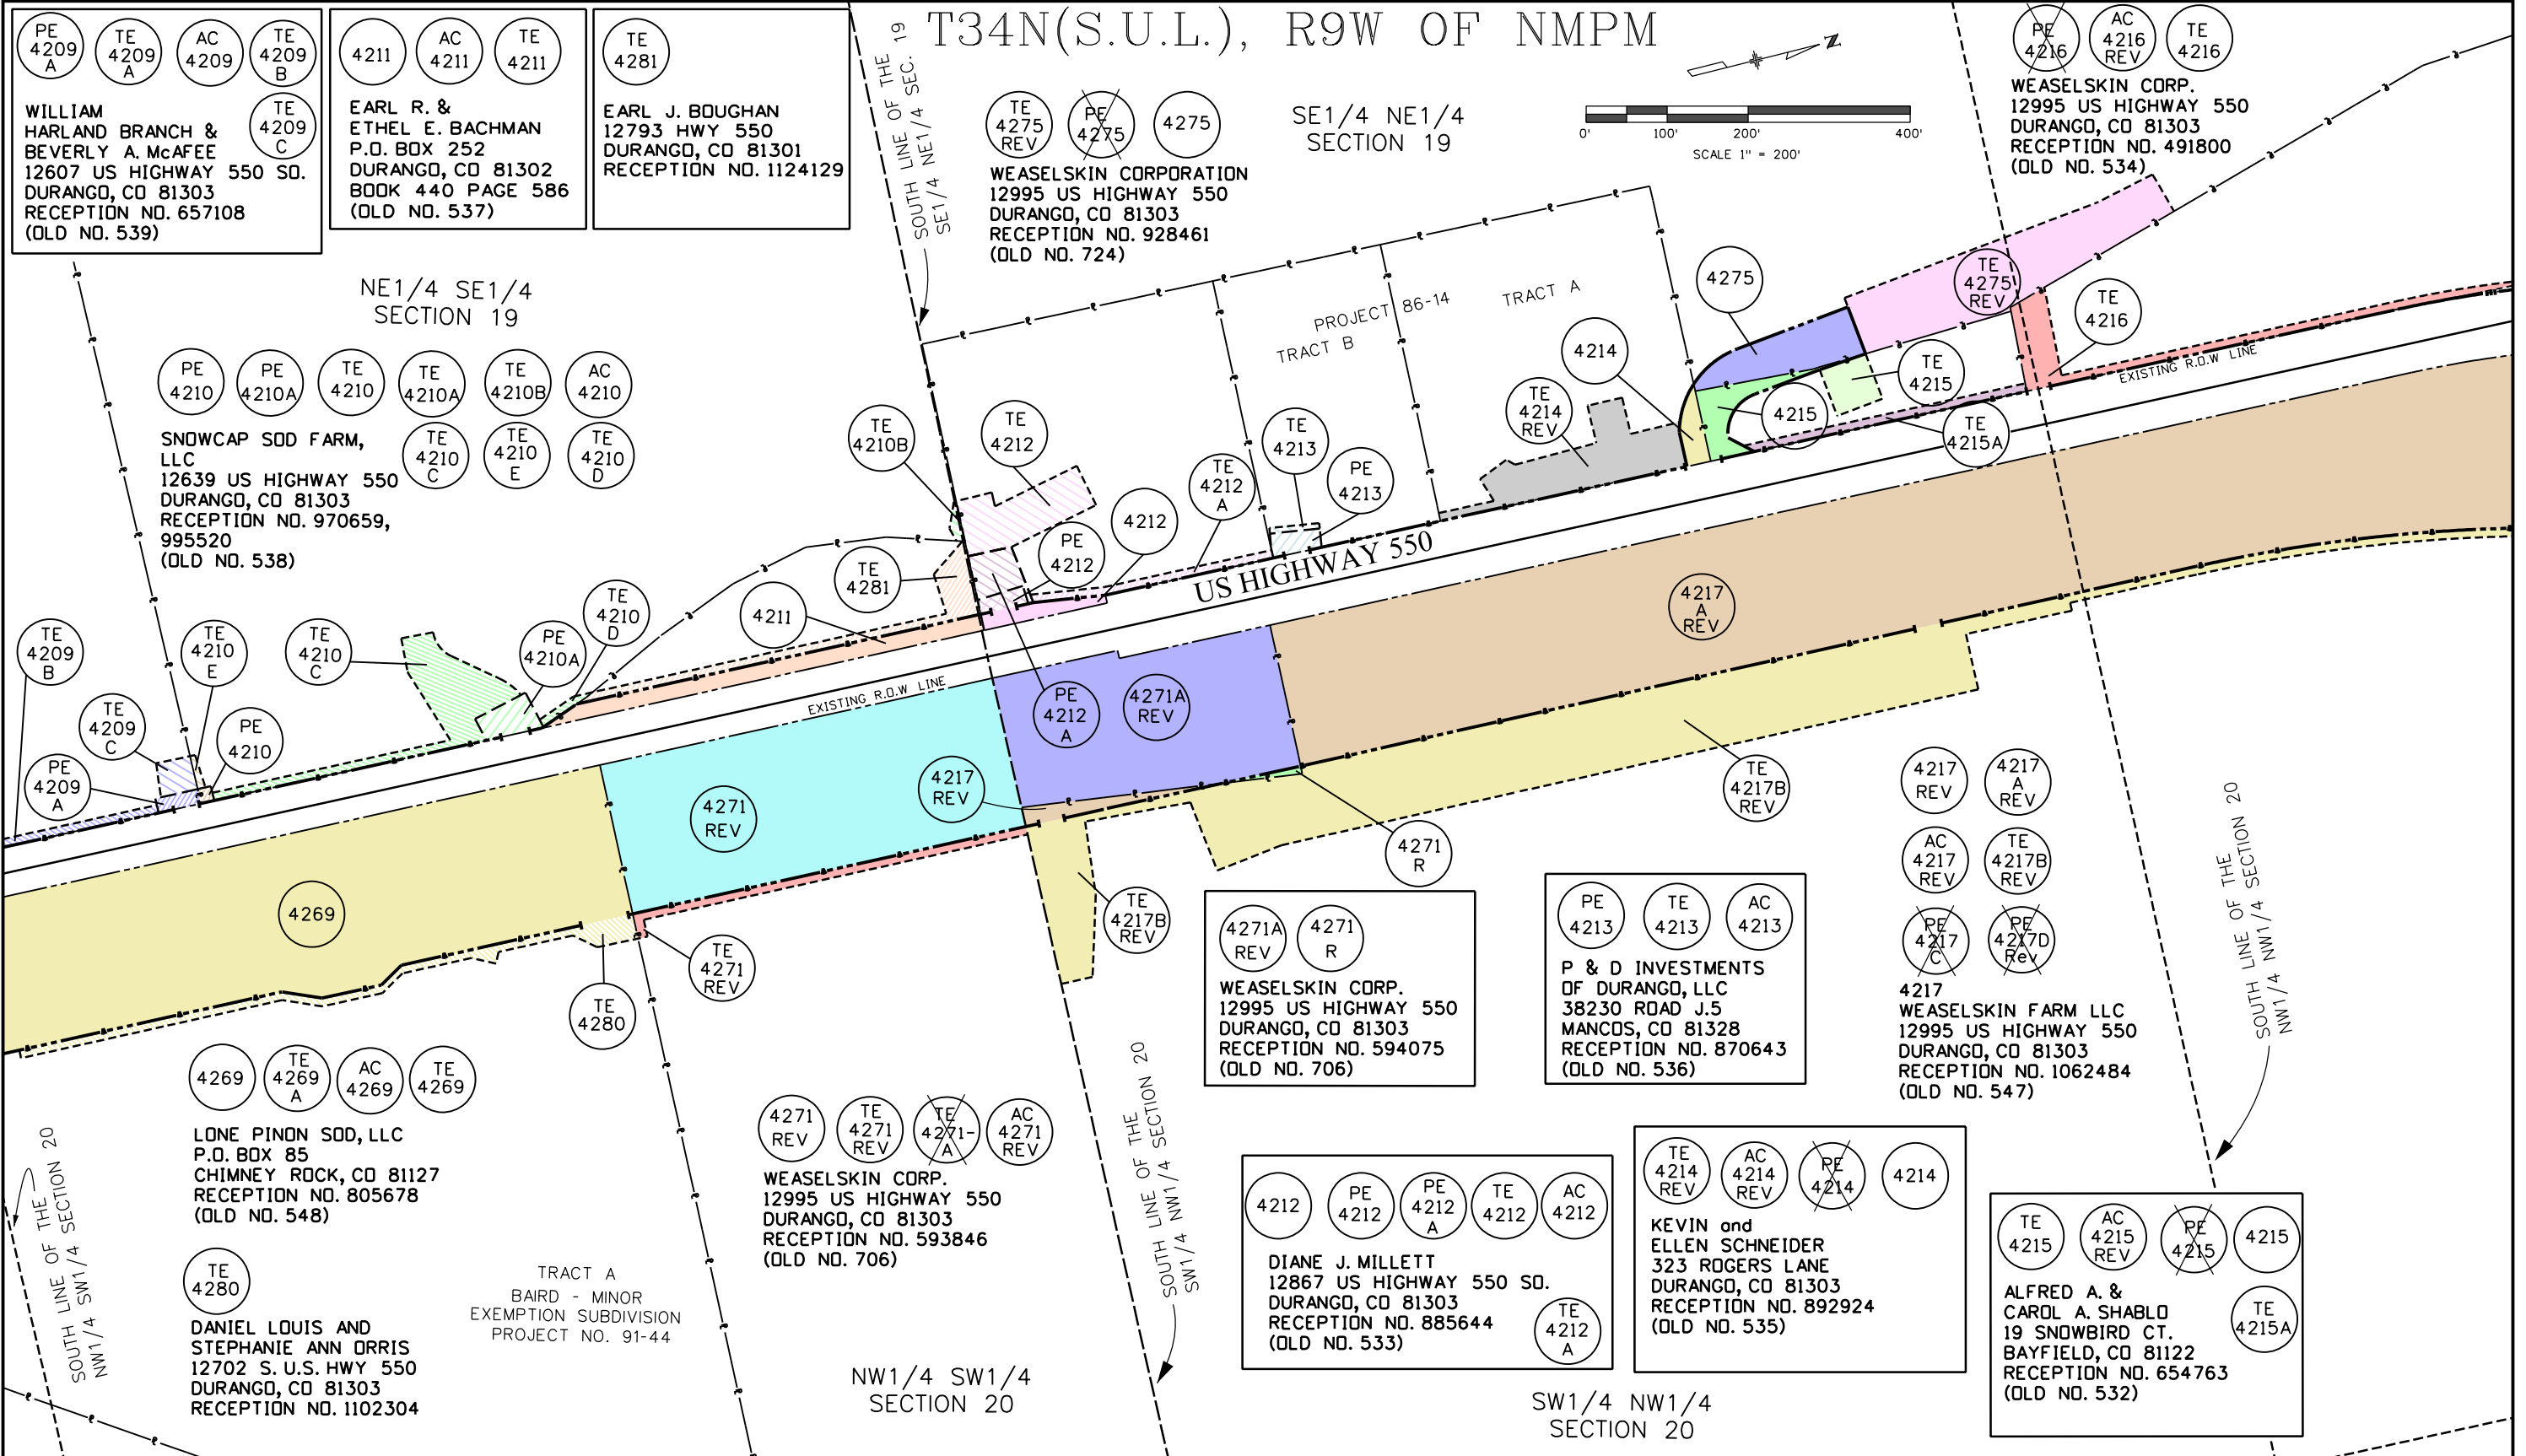 T34N(S.U.L.), R9W OF NMPM
PE
4209
A
TE
4209
A
AC
4209
TE
4209
B
TE
4209
C
WILLIAM
HARLAND BRANCH &
BEVERLY A. McAFEE
12607 US HIGHWAY 550 SO.
DURANGO, CO 81303
RECEPTION NO. 657108
(OLD NO. 539)
4211
AC
4211
TE
4211
EARL R. &
ETHEL E. BACHMAN
P.O. BOX 252
DURANGO, CO 81302
BOOK 440 PAGE 586
(OLD NO. 537)
TE
4281
EARL J. BOUGHAN
12793 HWY 550
DURANGO, CO 81301
RECEPTION NO. 1124129
SOUTH LINE OF THE
SE1/4 NE1/4 SEC. 19
TE
4275
REV
PE
4275
4275
WEASELSKIN CORPORATION
12995 US HIGHWAY 550
DURANGO, CO 81303
RECEPTION NO. 928461
(OLD NO. 724)
SE1/4 NE1/4
SECTION 19
N
0'
100'
200'
400'
SCALE 1" = 200'
PE
4216
AC
4216
REV
TE
4216
WEASELSKIN CORP.
12995 US HIGHWAY 550
DURANGO, CO 81303
RECEPTION NO. 491800
(OLD NO. 534)
NE1/4 SE1/4
SECTION 19
PE
4210
PE
4210A
TE
4210
TE
4210A
TE
4210B
AC
4210
TE
4210
C
TE
4210
E
TE
4210
D
SNOWCAP SOD FARM,
LLC
12639 US HIGHWAY 550
DURANGO, CO 81303
RECEPTION NO. 970659,
995520
(OLD NO. 538)
PROJECT 86-14
TRACT A
TRACT B
4275
TE
4275
REV
TE
4216
4214
TE
4214
REV
4215
TE
4215
TE
4215A
EXISTING R.O.W LINE
TE
4210B
TE
4212
TE
4212
A
TE
4213
PE
4213
4212
PE
4212
TE
4281
US HIGHWAY 550
4211
TE
4210
D
PE
4210A
TE
4210
C
TE
4210
E
TE
4209
B
TE
4209
C
PE
4210
PE
4209
A
EXISTING R.O.W LINE
PE
4212
A
4271A
REV
4217
A
REV
4217
REV
4271
REV
4269
TE
4217B
REV
4271
R
TE
4217B
REV
TE
4271
REV
TE
4280
4271A
REV
4271
R
WEASELSKIN CORP.
12995 US HIGHWAY 550
DURANGO, CO 81303
RECEPTION NO. 594075
(OLD NO. 706)
PE
4213
TE
4213
AC
4213
P & D INVESTMENTS
OF DURANGO, LLC
38230 ROAD J.5
MANCOS, CO 81328
RECEPTION NO. 870643
(OLD NO. 536)
4217
REV
4217
A
REV
AC
4217
REV
TE
4217B
REV
PE
4217
C
PE
4217D
Rev
4217
WEASELSKIN FARM LLC
12995 US HIGHWAY 550
DURANGO, CO 81303
RECEPTION NO. 1062484
(OLD NO. 547)
SOUTH LINE OF THE
NW1/4 NW1/4 SECTION 20
4269
TE
4269
A
AC
4269
TE
4269
LONE PINON SOD, LLC
P.O. BOX 85
CHIMNEY ROCK, CO 81127
RECEPTION NO. 805678
(OLD NO. 548)
SOUTH LINE OF THE
NW1/4 SW1/4 SECTION 20
TE
4280
DANIEL LOUIS AND
STEPHANIE ANN ORRIS
12702 S. U.S. HWY 550
DURANGO, CO 81303
RECEPTION NO. 1102304
TRACT A
BAIRD - MINOR
EXEMPTION SUBDIVISION
PROJECT NO. 91-44
4271
REV
TE
4271
REV
TE
4271-
A
AC
4271
REV
WEASELSKIN CORP.
12995 US HIGHWAY 550
DURANGO, CO 81303
RECEPTION NO. 593846
(OLD NO. 706)
NW1/4 SW1/4
SECTION 20
SOUTH LINE OF THE
SW1/4 NW1/4 SECTION 20
4212
PE
4212
PE
4212
A
TE
4212
AC
4212
DIANE J. MILLETT
12867 US HIGHWAY 550 SO.
DURANGO, CO 81303
RECEPTION NO. 885644
(OLD NO. 533)
TE
4212
A
TE
4214
REV
AC
4214
REV
PE
4214
4214
KEVIN and
ELLEN SCHNEIDER
323 ROGERS LANE
DURANGO, CO 81303
RECEPTION NO. 892924
(OLD NO. 535)
SW1/4 NW1/4
SECTION 20
TE
4215
AC
4215
REV
PE
4215
4215
ALFRED A. &
CAROL A. SHABLO
19 SNOWBIRD CT.
BAYFIELD, CO 81122
RECEPTION NO. 654763
(OLD NO. 532)
TE
4215A